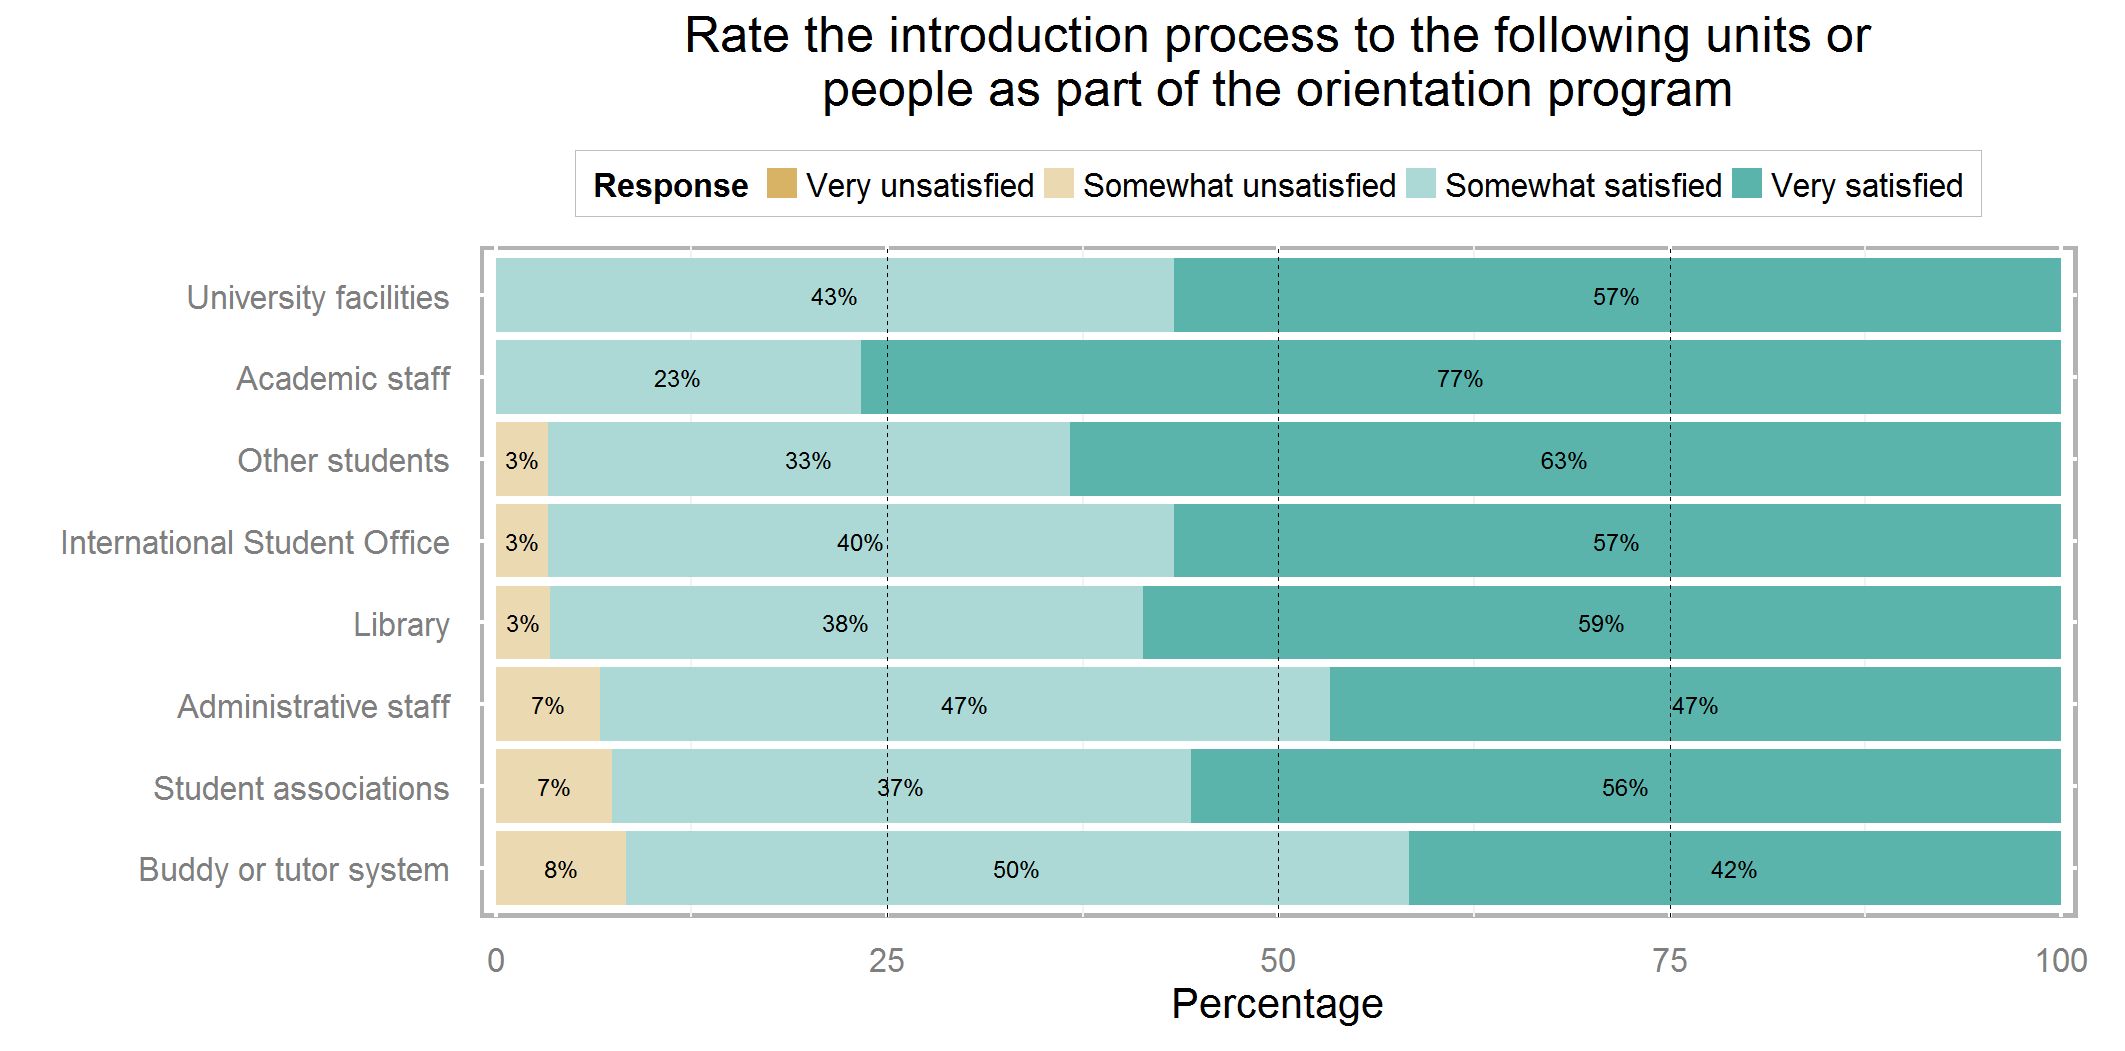 Rate the introduction process to the following units or
people as part of the orientation program
Response Very unsatisfied Somewhat unsatisfied Somewhat satisfied Very satisfied
University facilities 43% 57%
Academic staff 23% 77%
Other students 3% 33% 63%
International Student Office 3% 40% 57%
Library 3% 38% 59%
Administrative staff 7% 47% 47%
Student associations 7% 37% 56%
Buddy or tutor system 8% 50% 42%
0 25 50 75 100
Percentage